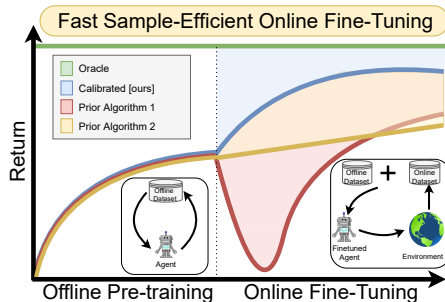 Fast Sample-Efficient Online Fine-Tuning
Oracle
Calibrated [ours]
Prior Algorithm 1
Prior Algorithm 2
Return
Offline
Dataset
Agent
Offline
Dataset
+
Online
Dataset
Finetuned
Agent
Environment
Offline Pre-training
Online Fine-Tuning